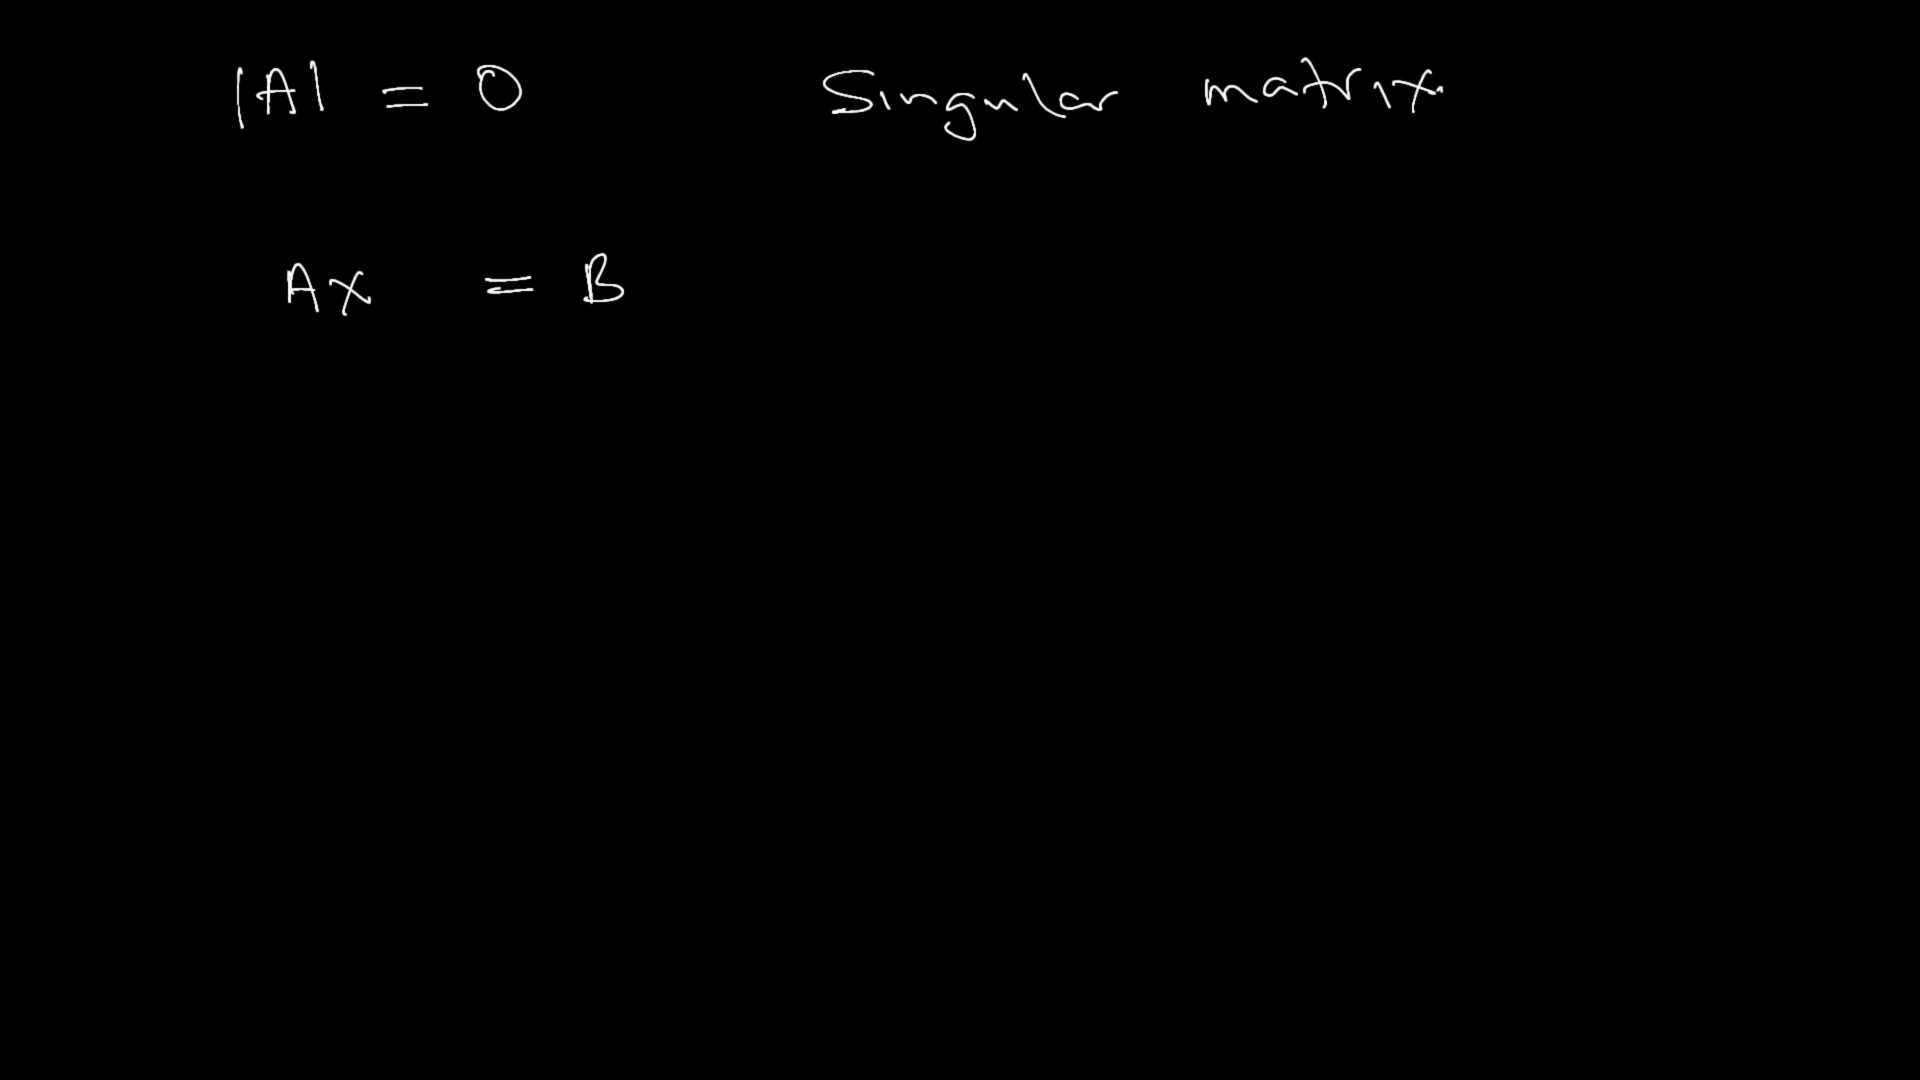 |A| = 0 Singular matrix.
Ax = B